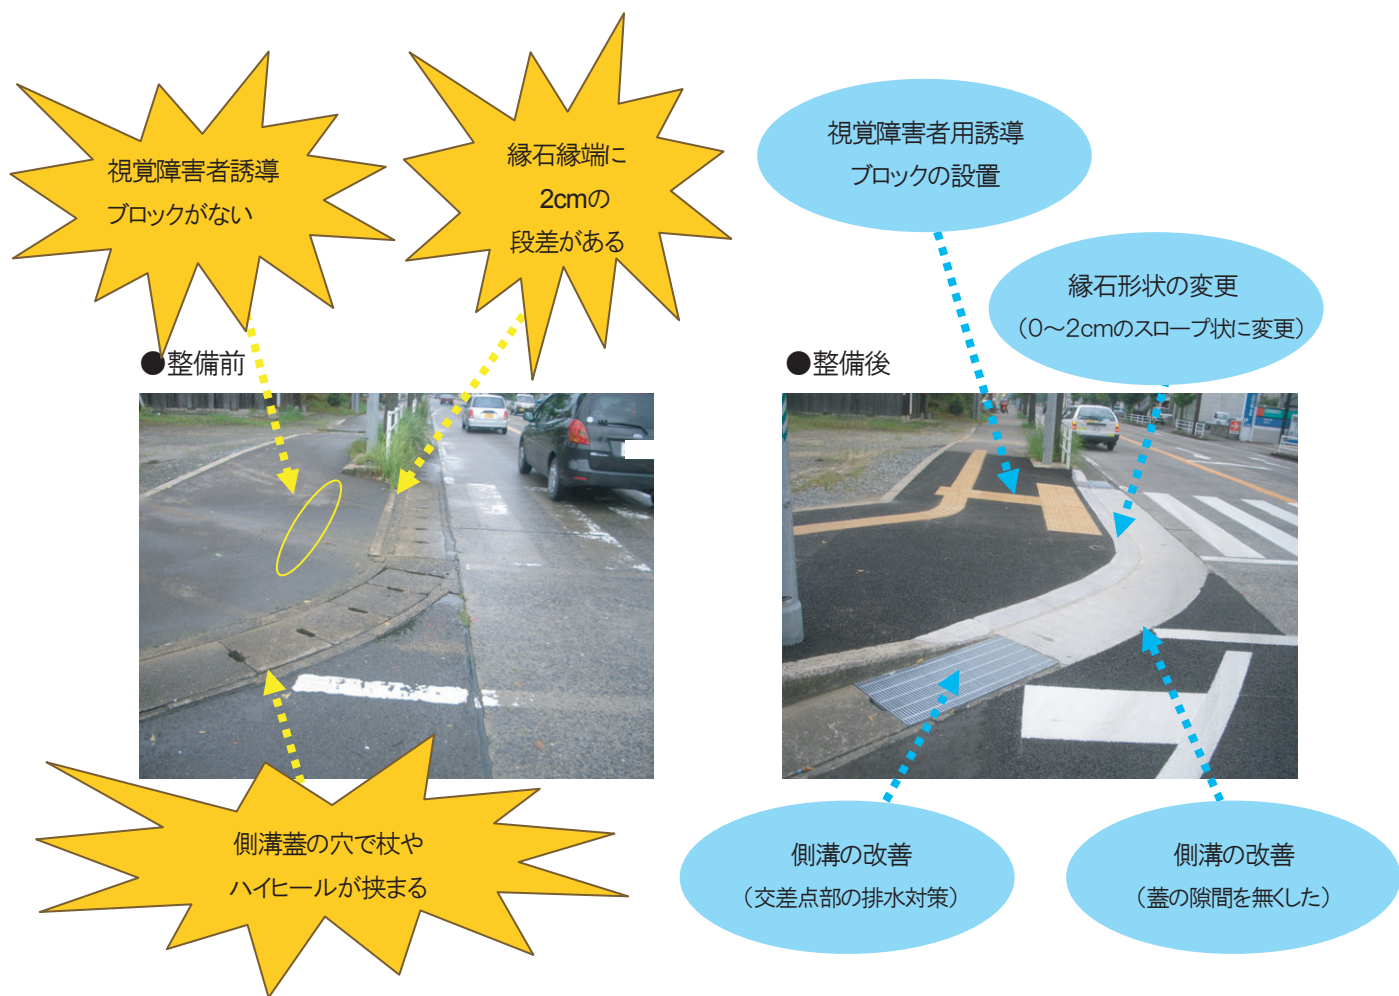 視覚障害者誘導
ブロックがない
縁石縁端に
2cmの
段差がある
視覚障害者用誘導
ブロックの設置
縁石形状の変更
(0〜2cmのスロープ状に変更)
●整備前
●整備後
側溝蓋の穴で杖や
ハイヒールが挟まる
側溝の改善
(交差点部の排水対策)
側溝の改善
(蓋の隙間を無くした)